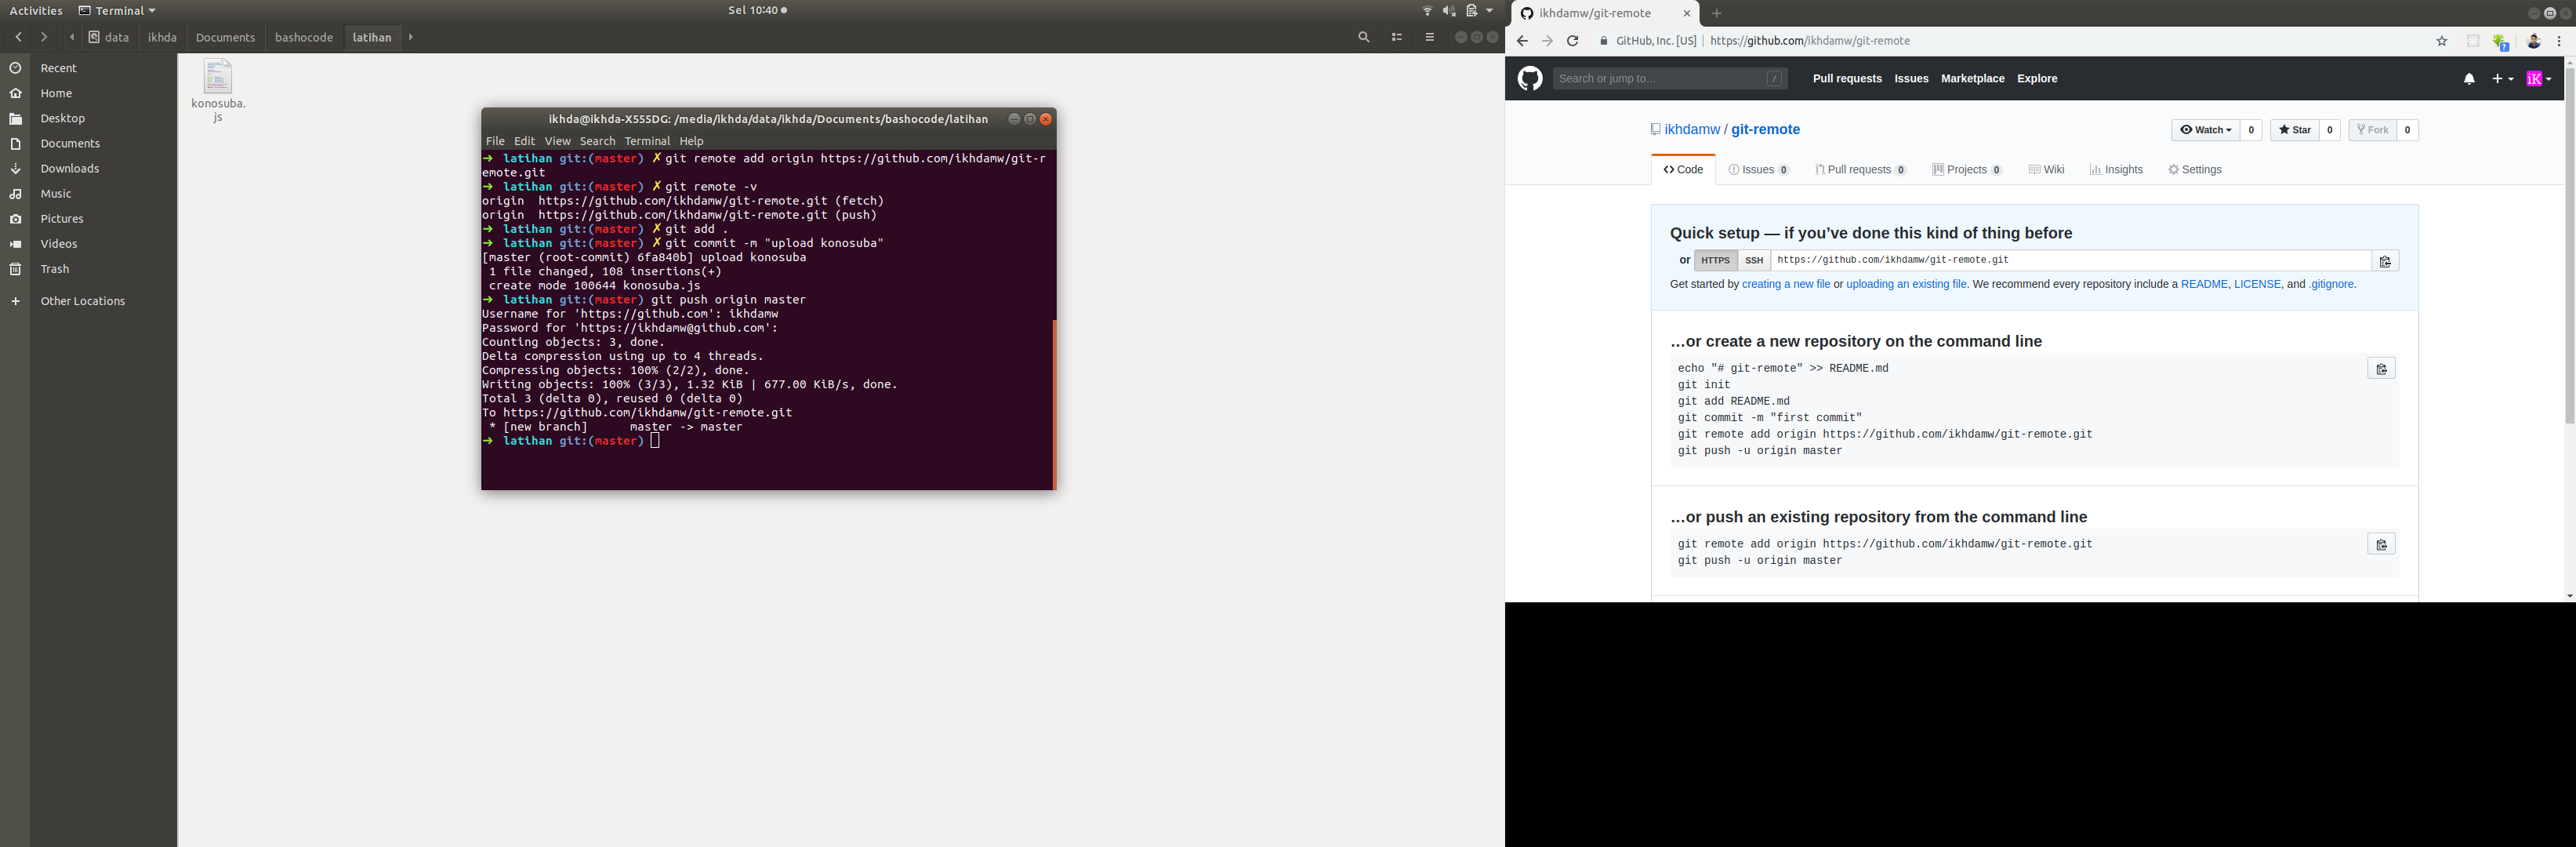 Activities Terminal Sel 10:40
data ikhda Documents bashocode latihan
Recent
Home
Desktop
Documents
Downloads
Music
Pictures
Videos
Trash
Other Locations
konosuba.
js
ikhda@ikhda-X555DG: /media/ikhda/data/ikhda/Documents/bashocode/latihan
File Edit View Search Terminal Help
➜ latihan git:(master) ✗ git remote add origin https://github.com/ikhdamw/git-r
emote.git
➜ latihan git:(master) ✗ git remote -v
origin https://github.com/ikhdamw/git-remote.git (fetch)
origin https://github.com/ikhdamw/git-remote.git (push)
➜ latihan git:(master) ✗ git add .
➜ latihan git:(master) ✗ git commit -m "upload konosuba"
[master (root-commit) 6fa840b] upload konosuba
1 file changed, 108 insertions(+)
create mode 100644 konosuba.js
➜ latihan git:(master) git push origin master
Username for 'https://github.com': ikhdamw
Password for 'https://ikhdamw@github.com':
Counting objects: 3, done.
Delta compression using up to 4 threads.
Compressing objects: 100% (2/2), done.
Writing objects: 100% (3/3), 1.32 KiB | 677.00 KiB/s, done.
Total 3 (delta 0), reused 0 (delta 0)
To https://github.com/ikhdamw/git-remote.git
* [new branch] master -> master
➜ latihan git:(master)
ikhdamw/git-remote
GitHub, Inc. [US] | https://github.com/ikhdamw/git-remote
Search or jump to… / Pull requests Issues Marketplace Explore iK
ikhdamw / git-remote Watch 0 Star 0 Fork 0
Code Issues 0 Pull requests 0 Projects 0 Wiki Insights Settings
Quick setup — if you’ve done this kind of thing before
or HTTPS SSH https://github.com/ikhdamw/git-remote.git
Get started by creating a new file or uploading an existing file. We recommend every repository include a README, LICENSE, and .gitignore.
…or create a new repository on the command line
echo "# git-remote" >> README.md
git init
git add README.md
git commit -m "first commit"
git remote add origin https://github.com/ikhdamw/git-remote.git
git push -u origin master
…or push an existing repository from the command line
git remote add origin https://github.com/ikhdamw/git-remote.git
git push -u origin master